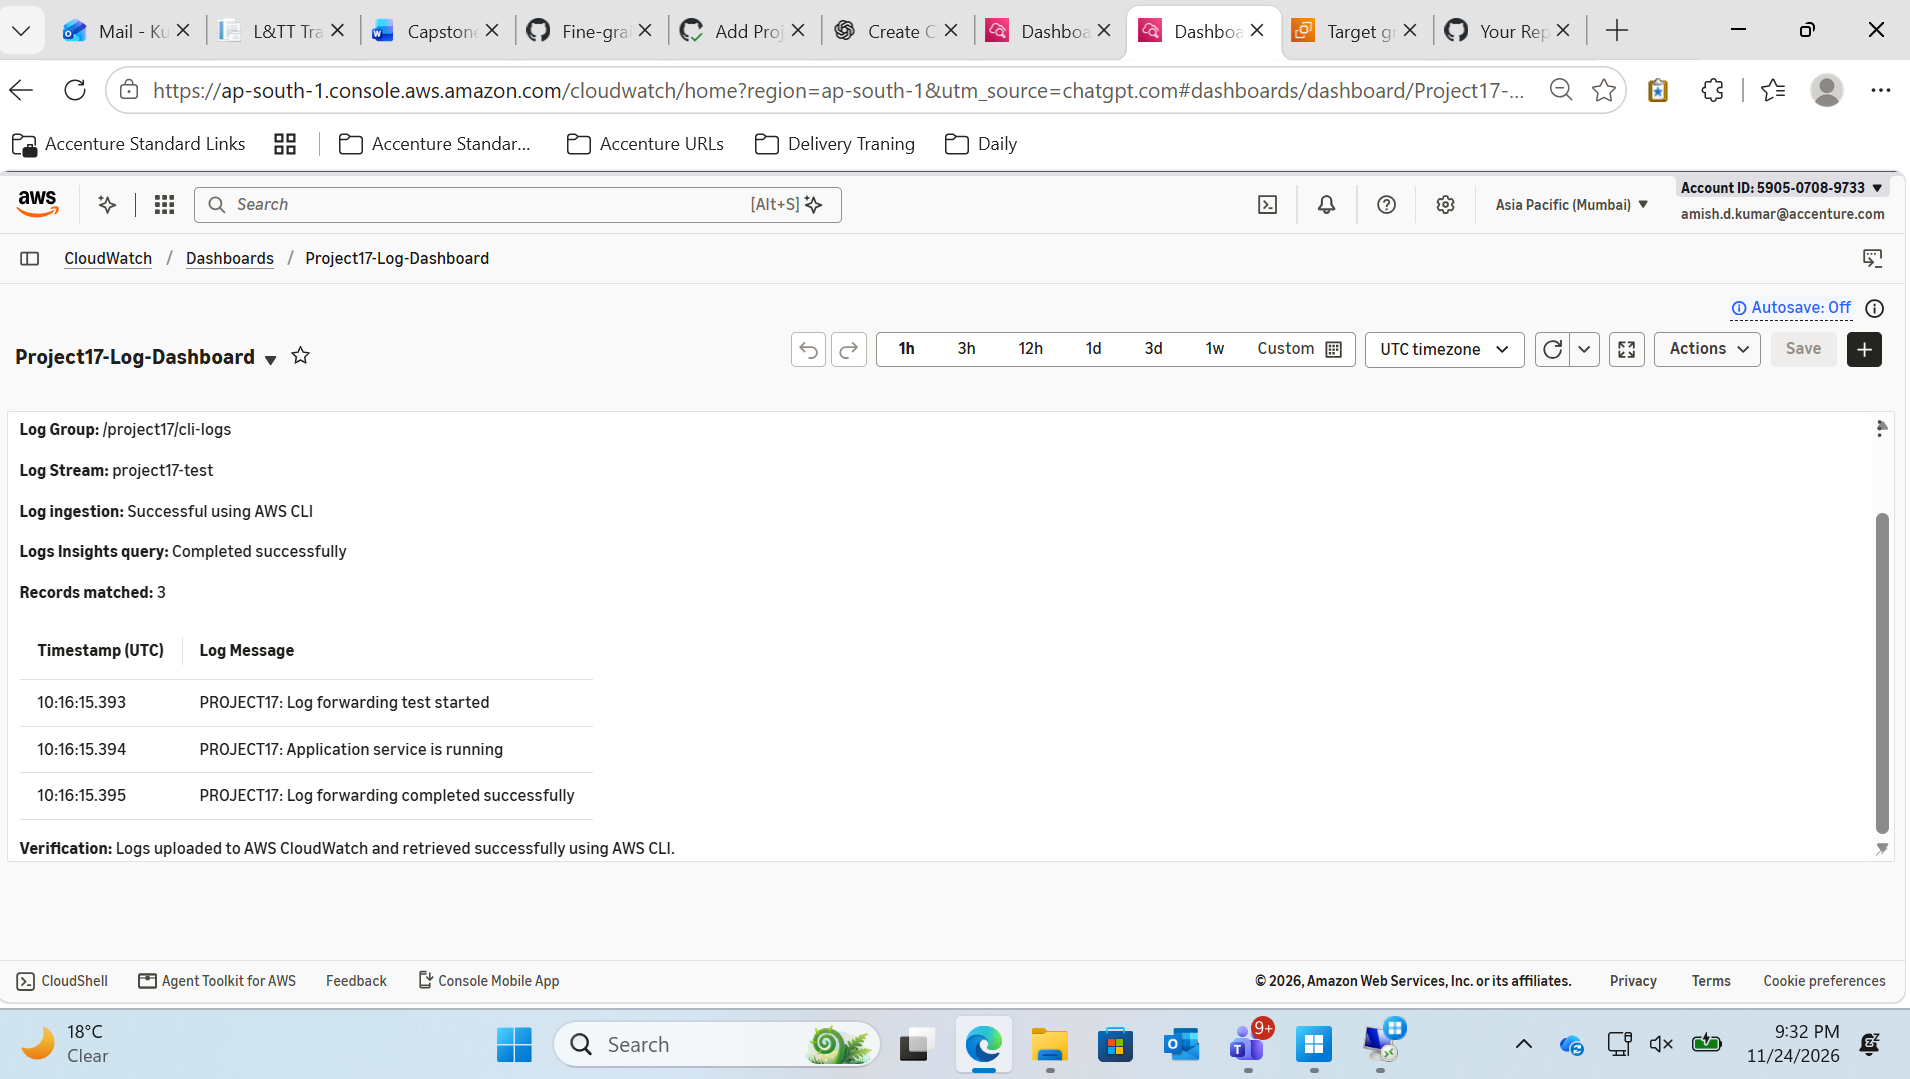 Mail - Ku
L&TT Tra
Capstone
Fine-grai
Add Proj
Create C
Dashboa
Dashboa
Target gr
Your Rep
https://ap-south-1.console.aws.amazon.com/cloudwatch/home?region=ap-south-1&utm_source=chatgpt.com#dashboards/dashboard/Project17-...
Accenture Standard Links
Accenture Standar...
Accenture URLs
Delivery Traning
Daily
aws
Search
[Alt+S]
Asia Pacific (Mumbai)
Account ID: 5905-0708-9733
amish.d.kumar@accenture.com
CloudWatch / Dashboards / Project17-Log-Dashboard
Autosave: Off
Project17-Log-Dashboard
1h 3h 12h 1d 3d 1w Custom
UTC timezone
Actions
Save
Log Group: /project17/cli-logs
Log Stream: project17-test
Log ingestion: Successful using AWS CLI
Logs Insights query: Completed successfully
Records matched: 3
Timestamp (UTC) Log Message
10:16:15.393 PROJECT17: Log forwarding test started
10:16:15.394 PROJECT17: Application service is running
10:16:15.395 PROJECT17: Log forwarding completed successfully
Verification: Logs uploaded to AWS CloudWatch and retrieved successfully using AWS CLI.
CloudShell
Agent Toolkit for AWS
Feedback
Console Mobile App
© 2026, Amazon Web Services, Inc. or its affiliates.
Privacy
Terms
Cookie preferences
18°C
Clear
Search
9+
9:32 PM
11/24/2026